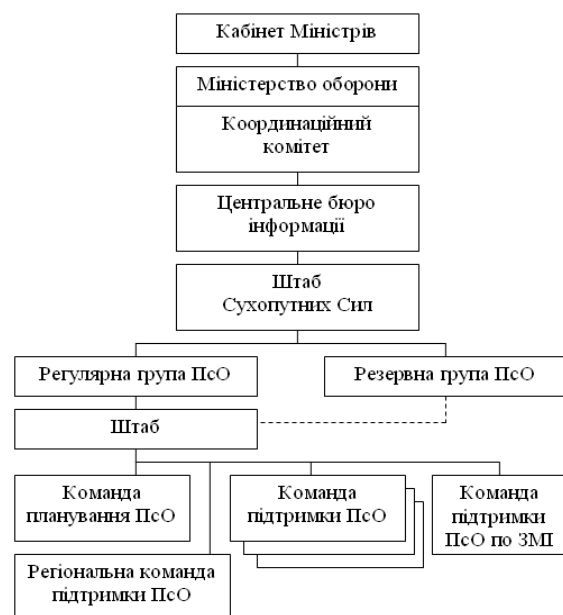 Кабінет Міністрів
Міністерство оборони
Координаційний
комітет
Центральне бюро
інформації
Штаб
Сухопутних Сил
Регулярна група ПсО
Резервна група ПсО
Штаб
Команда
планування ПсО
Команда
підтримки ПсО
Команда
підтримки
ПсО по ЗМІ
Регіональна команда
підтримки ПсО